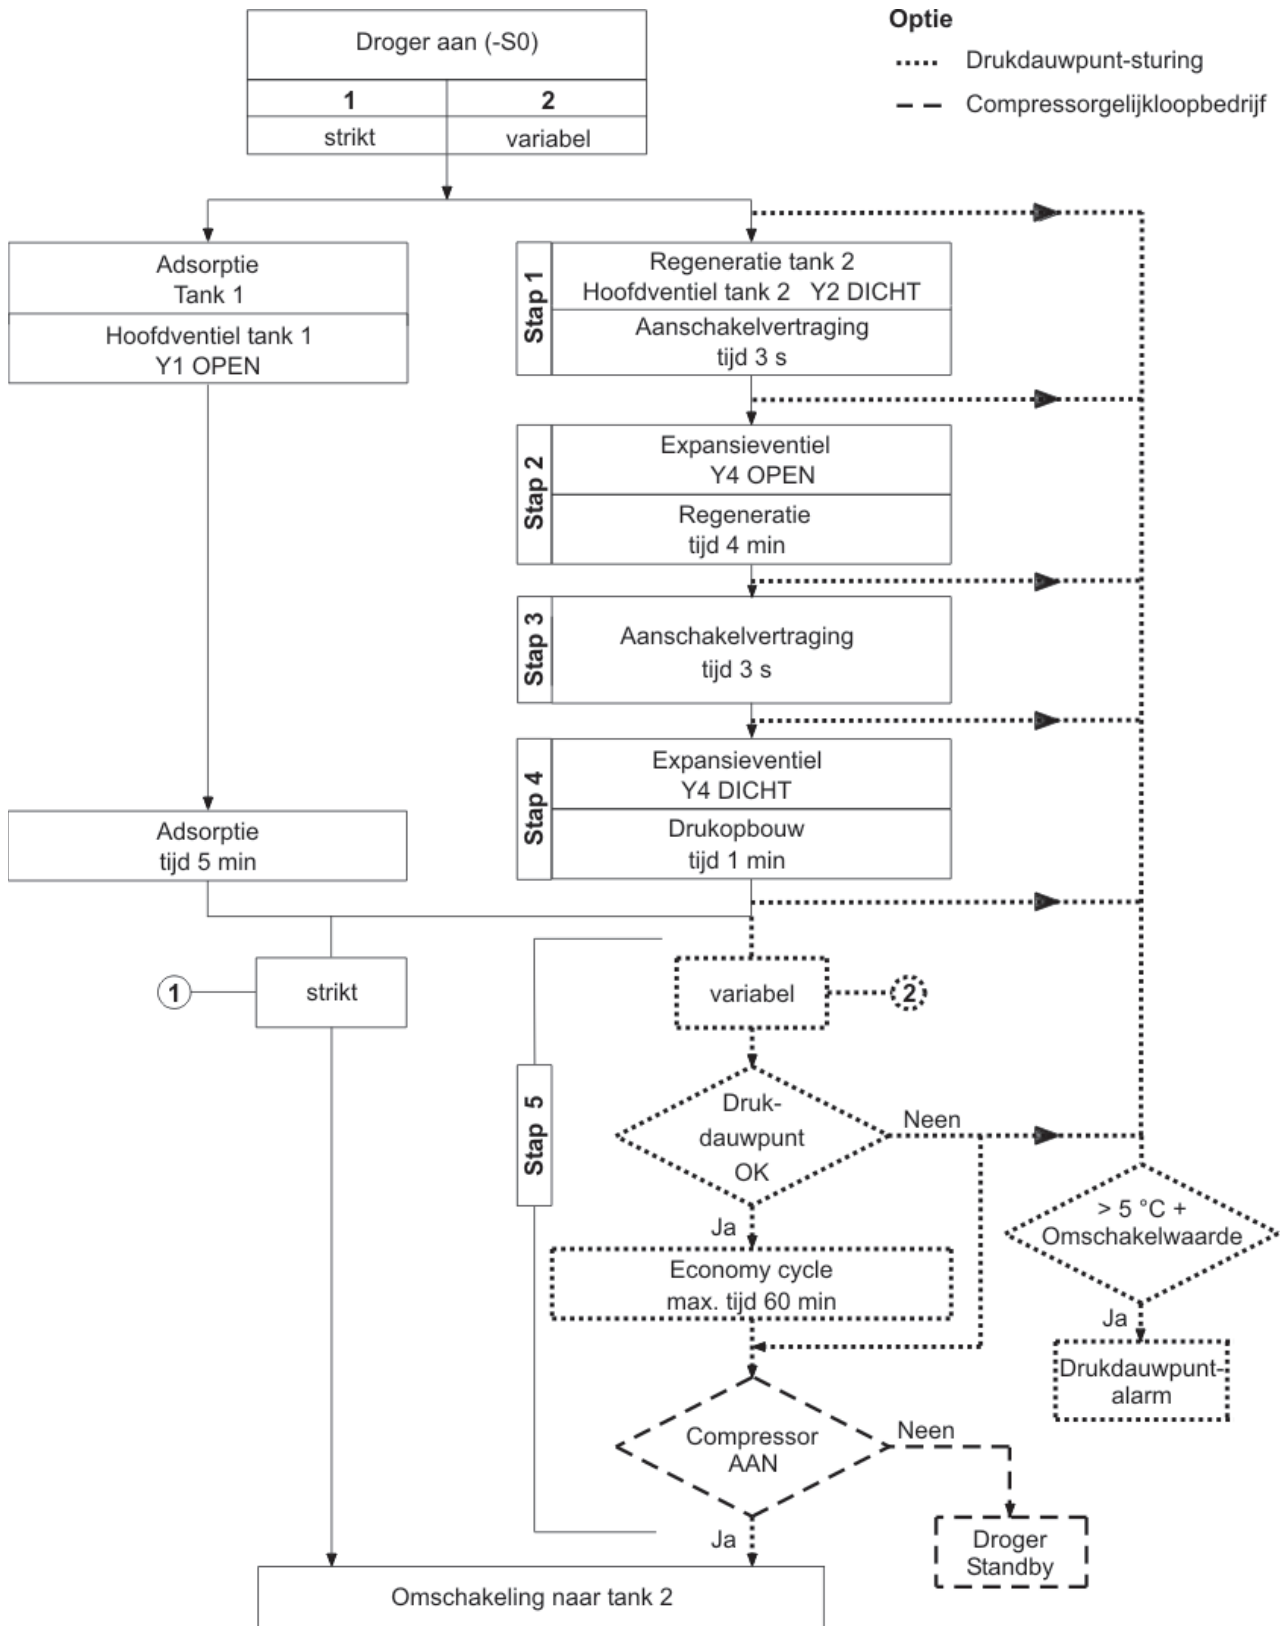 Droger aan (-S0)
1
2
strikt
variabel
Optie
Drukdauwpunt-sturing
Compressorgelijkloopbedrijf
Adsorptie
Tank 1
Hoofdventiel tank 1
Y1 OPEN
Stap 1
Regeneratie tank 2
Hoofdventiel tank 2 Y2 DICHT
Aanschakelvertraging
tijd 3 s
Stap 2
Expansieventiel
Y4 OPEN
Regeneratie
tijd 4 min
Stap 3
Aanschakelvertraging
tijd 3 s
Stap 4
Expansieventiel
Y4 DICHT
Drukopbouw
tijd 1 min
Adsorptie
tijd 5 min
1
strikt
variabel
2
Stap 5
Druk-
dauwpunt
OK
Neen
Ja
> 5 °C +
Omschakelwaarde
Ja
Drukdauwpunt-
alarm
Economy cycle
max. tijd 60 min
Compressor
AAN
Neen
Ja
Droger
Standby
Omschakeling naar tank 2